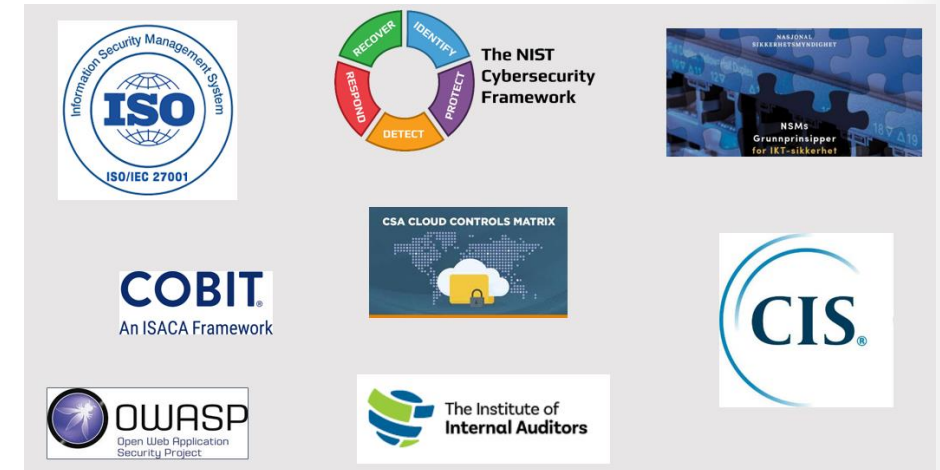 Information Security Management System
ISO
ISO/IEC 27001
RECOVER
IDENTIFY
PROTECT
DETECT
RESPOND
The NIST
Cybersecurity
Framework
NASJONAL
SIKKERHETSMYNDIGHET
NSMs
Grunnprinsipper
for IKT-sikkerhet
CSA CLOUD CONTROLS MATRIX
COBIT®
An ISACA Framework
CIS®
OWASP
Open Web Application
Security Project
The Institute of
Internal Auditors